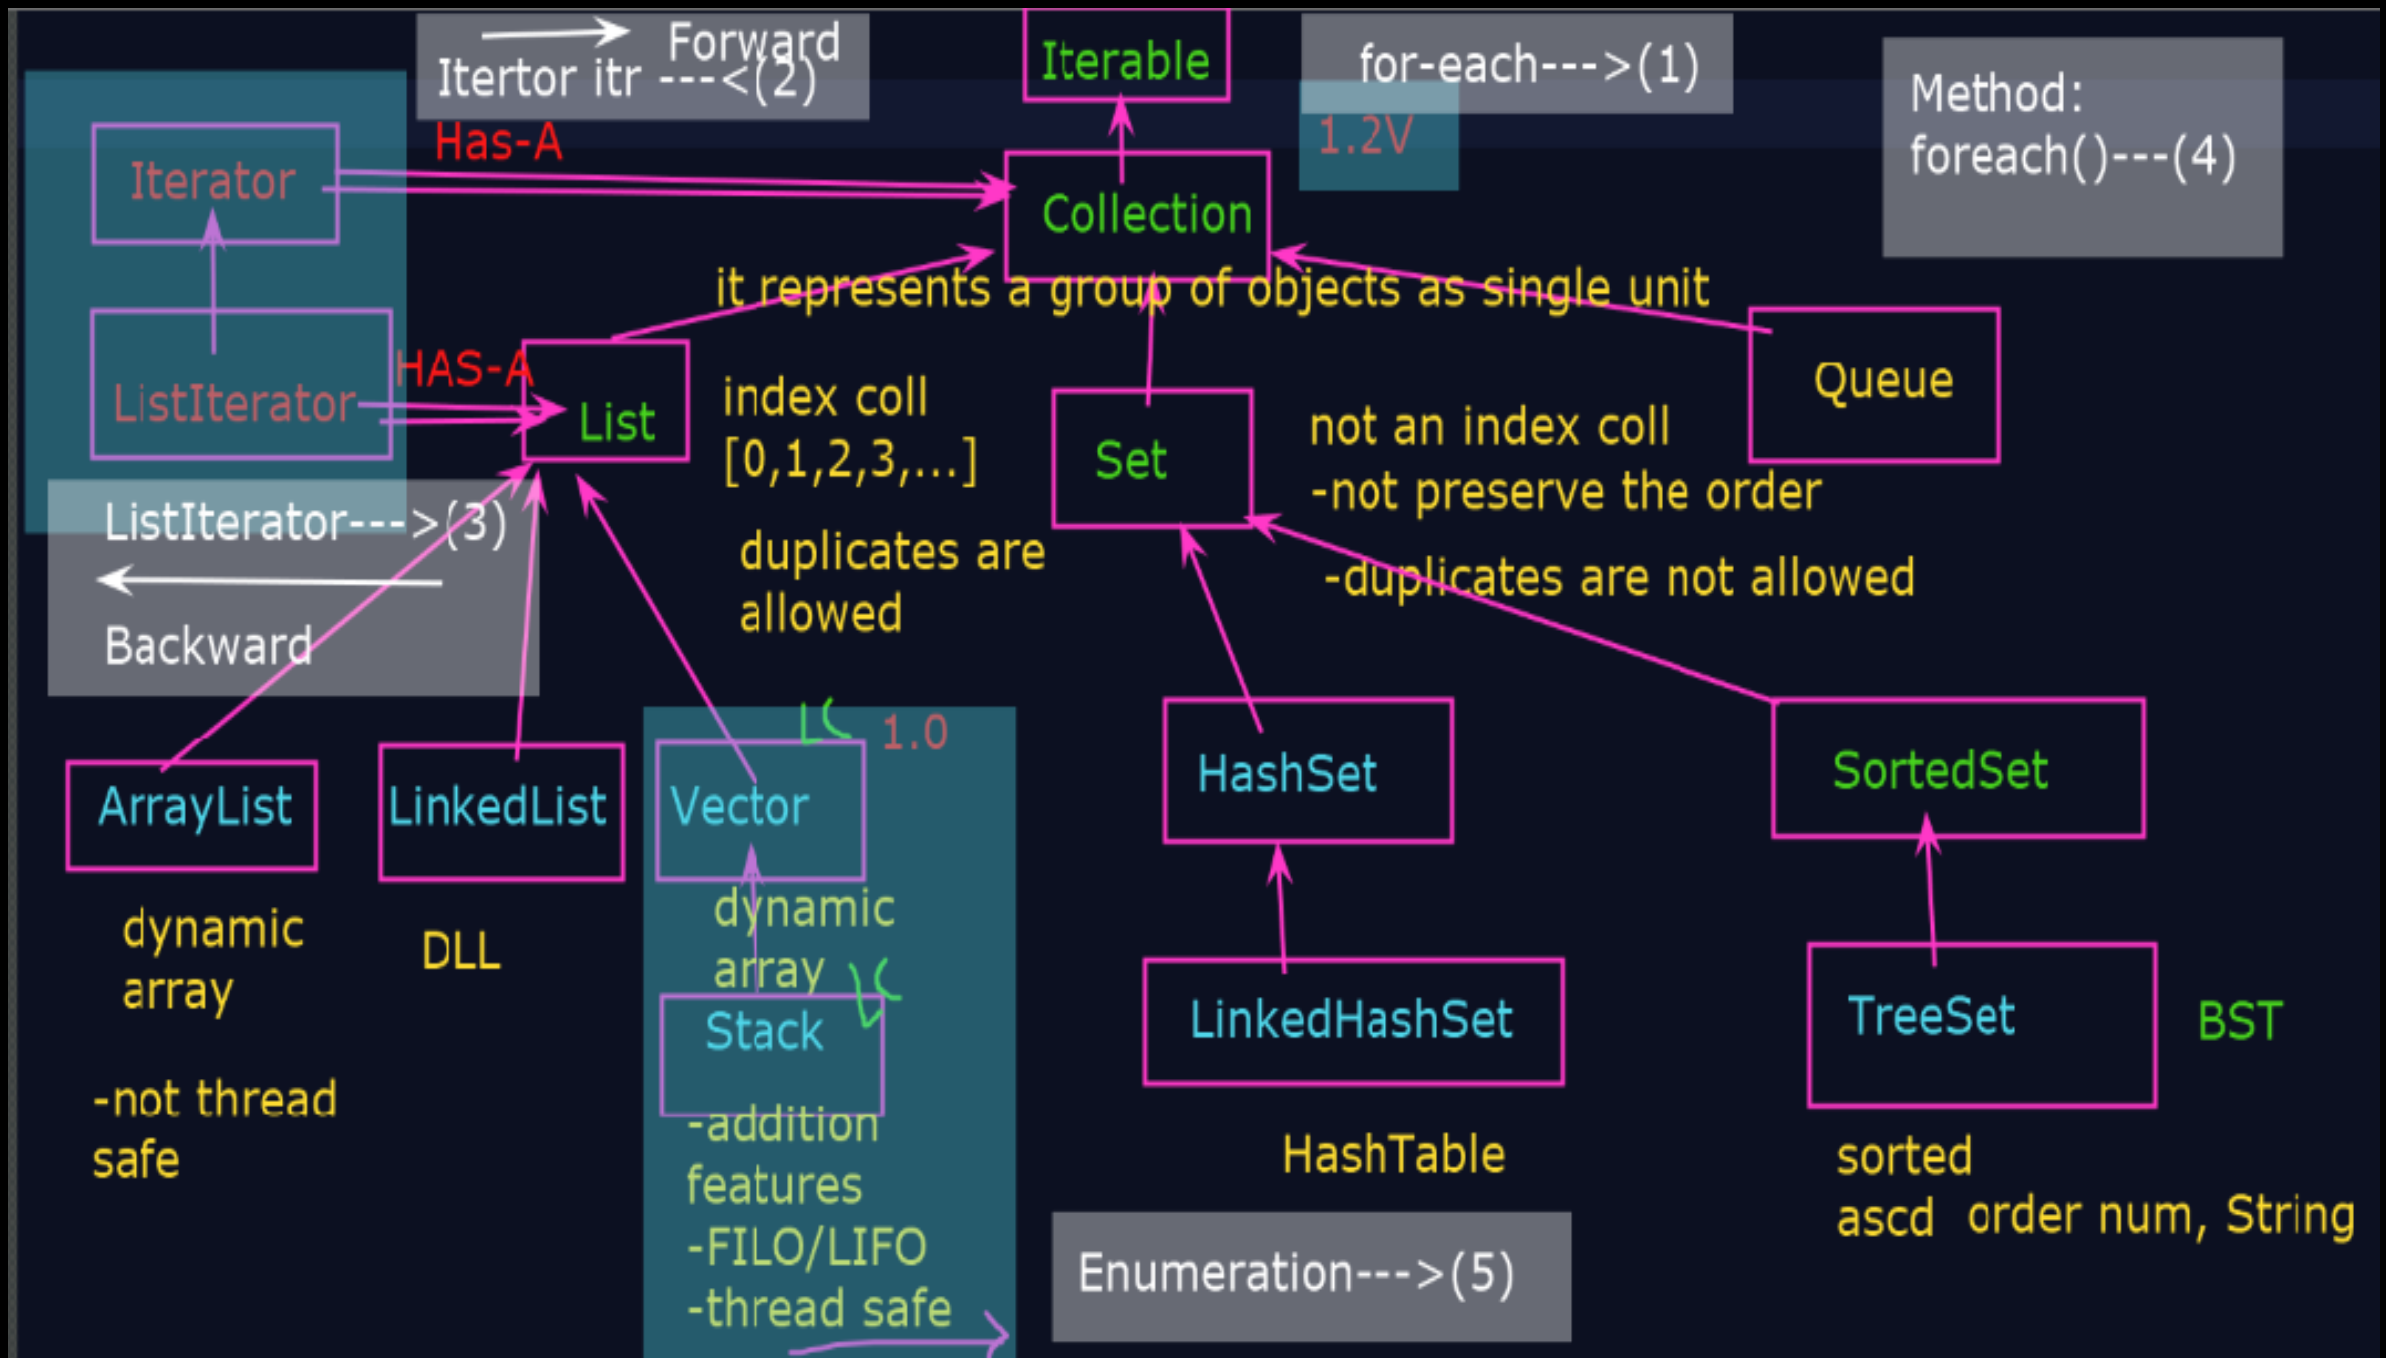 Forward
Itertor itr ---<(2)
Iterable
for-each--->(1)
Method:
foreach()---(4)
1.2V
Has-A
Iterator
Collection
it represents a group of objects as single unit
HAS-A
ListIterator
List
index coll
[0,1,2,3,...]
duplicates are
allowed
Set
not an index coll
-not preserve the order
-duplicates are not allowed
Queue
ListIterator--->(3)
Backward
ArrayList
dynamic
array
-not thread
safe
LinkedList
DLL
LC
1.0
Vector
dynamic
array
LC
Stack
-addition
features
-FILO/LIFO
-thread safe
HashSet
LinkedHashSet
HashTable
SortedSet
TreeSet
BST
sorted
ascd order num, String
Enumeration--->(5)